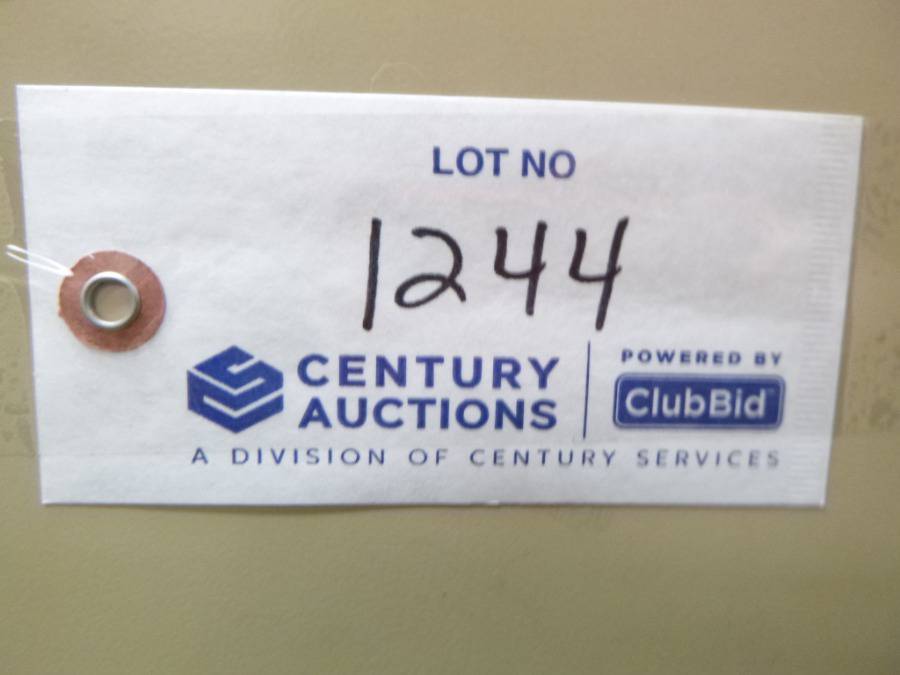 LOT NO
1244
CENTURY
AUCTIONS
POWERED BY
ClubBid
A DIVISION OF CENTURY SERVICES